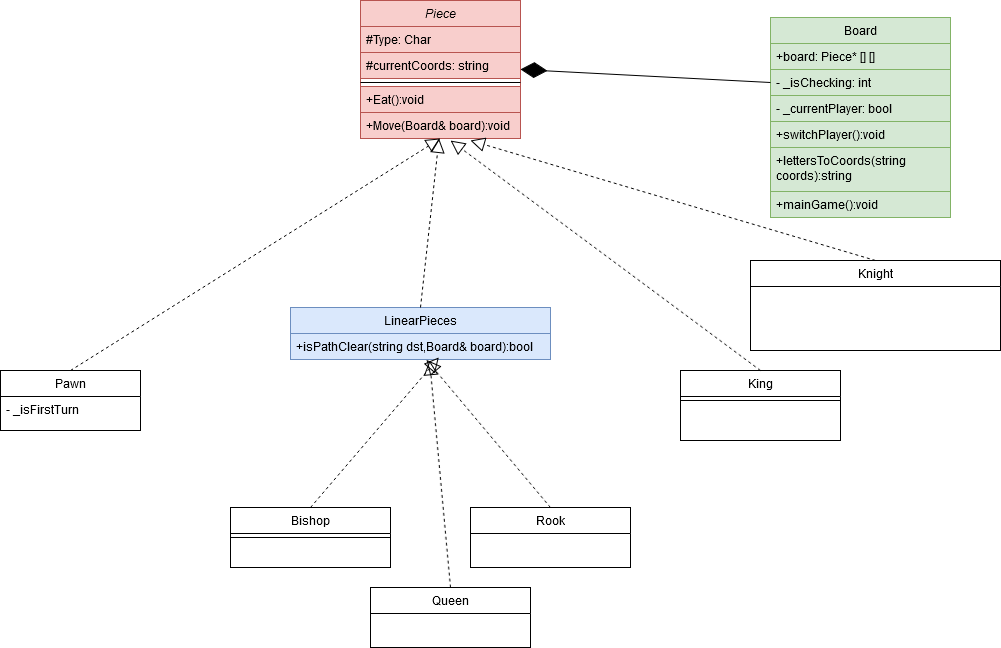 Piece
#Type: Char
#currentCoords: string
+Eat():void
+Move(Board& board):void
Board
+board: Piece* [] []
- _isChecking: int
- _currentPlayer: bool
+switchPlayer():void
+lettersToCoords(string
coords):string
+mainGame():void
Knight
LinearPieces
+isPathClear(string dst,Board& board):bool
Pawn
- _isFirstTurn
King
Bishop
Rook
Queen